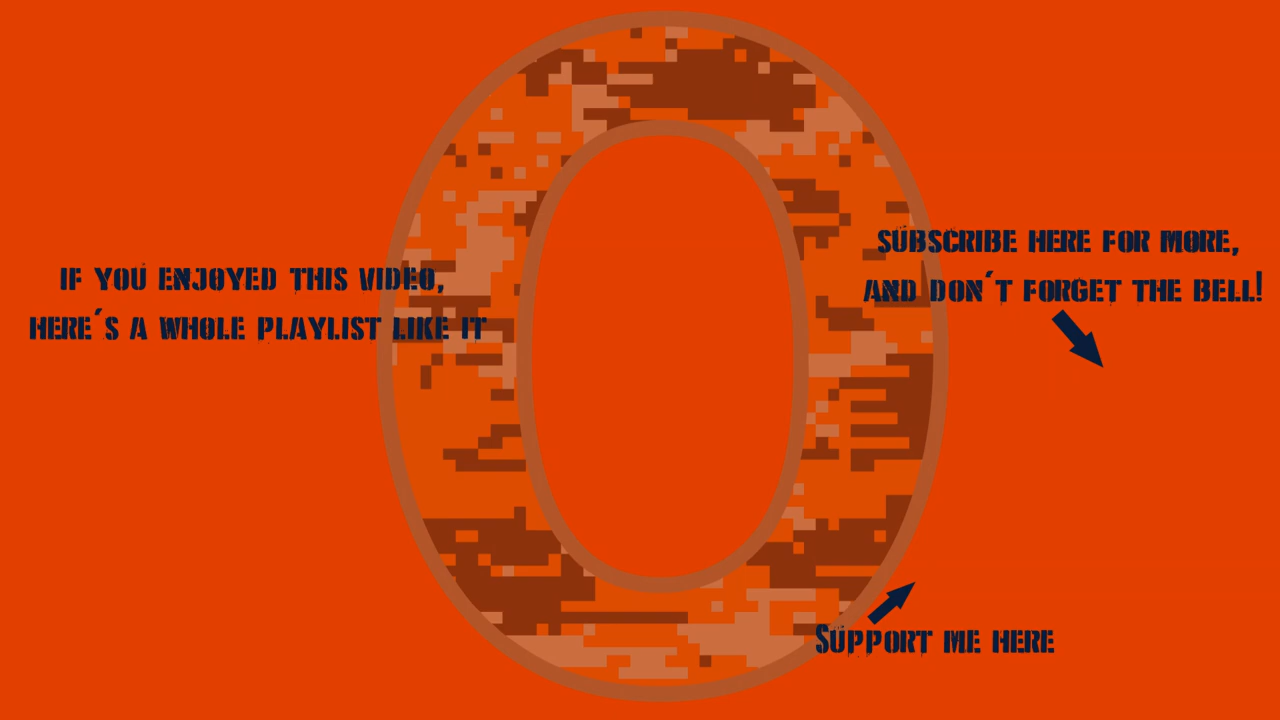 IF YOU ENJOYED THIS VIDEO,
HERE´S A WHOLE PLAYLIST LIKE IT
SUBSCRIBE HERE FOR MORE,
AND DON´T FORGET THE BELL!
SUPPORT ME HERE
O